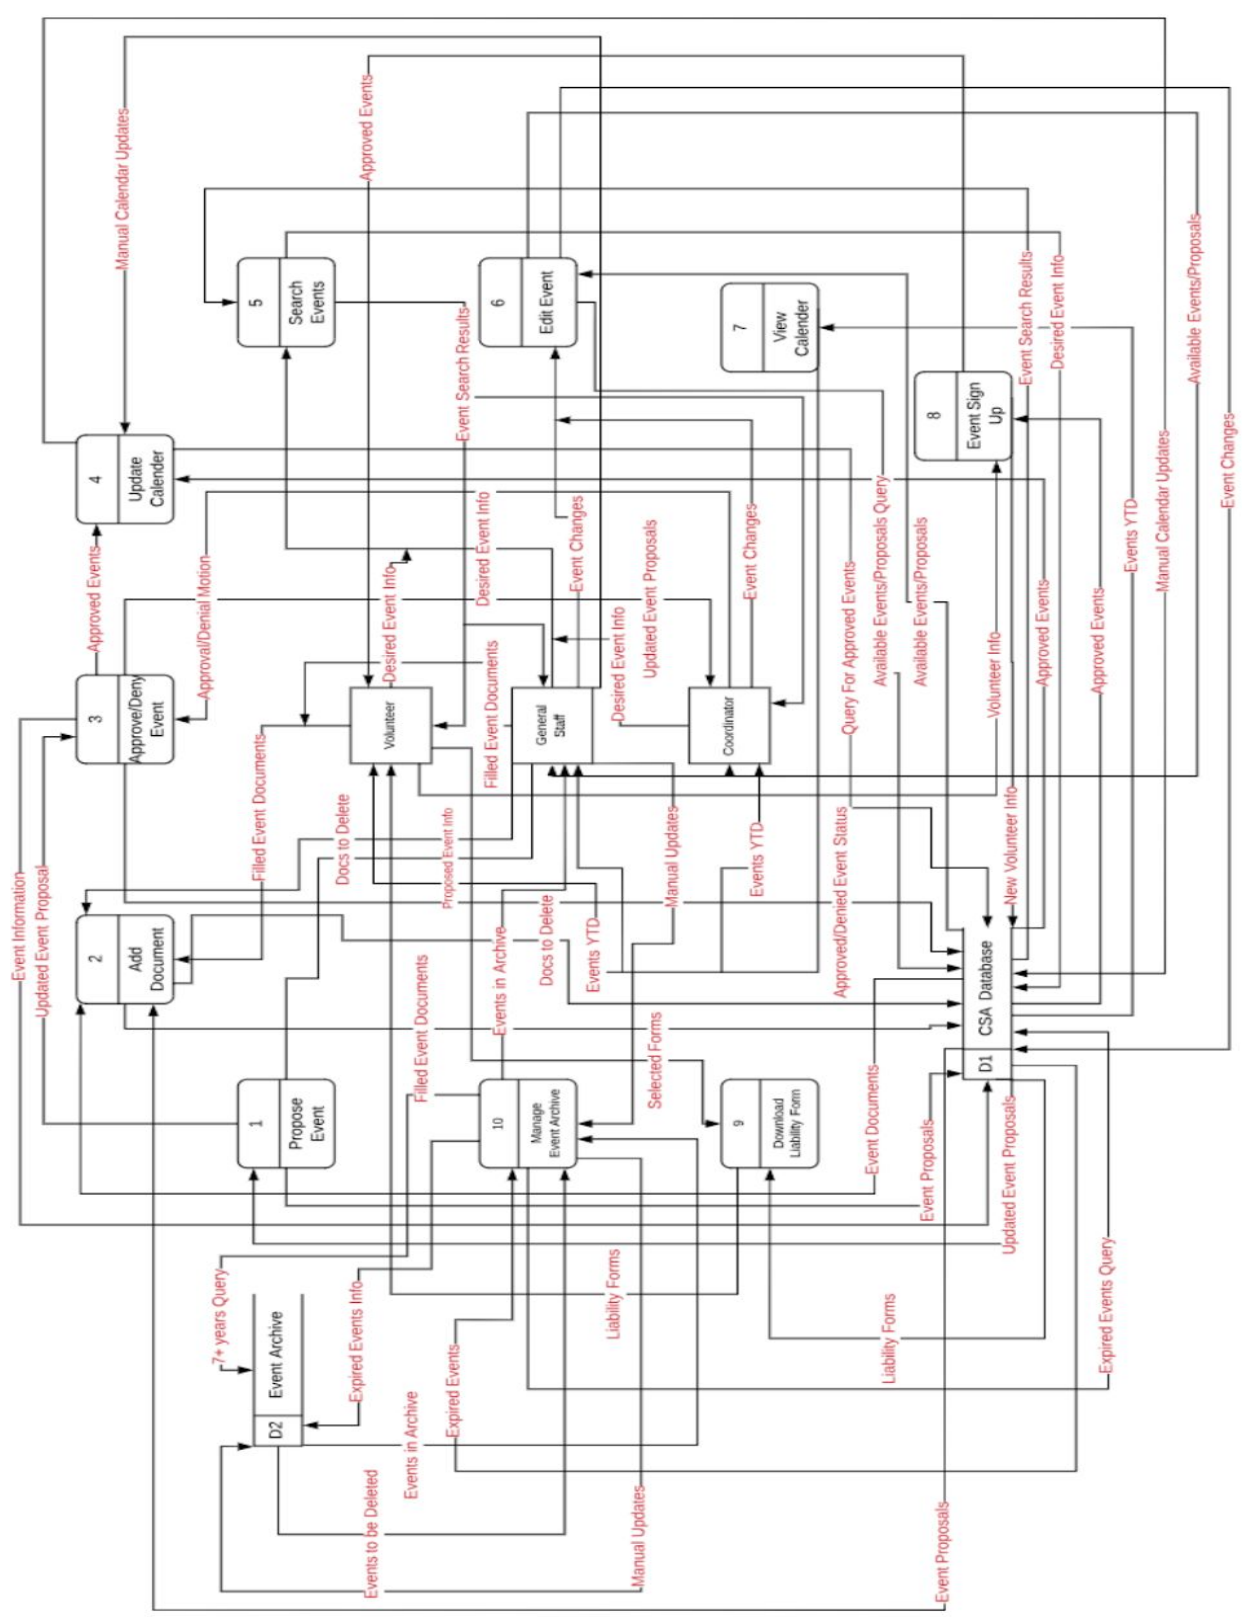 Manual Calendar Updates
Approved Events
5
Search
Events
6
Edit Event
7
View
Calender
8
Event Sign
Up
4
Update
Calender
Event Search Results
Event Search Results
Desired Event Info
Available Events/Proposals
Event Changes
Manual Calendar Updates
Events YTD
Approved Events
Approval/Denial Motion
Desired Event Info
Desired Event Info
Event Changes
Desired Event Info
Updated Event Proposals
Event Changes
Query For Approved Events
Available Events/Proposals Query
Available Events/Proposals
Volunteer Info
Approved Events
Approved Events
3
Approve/Deny
Event
Volunteer
General
Staff
Coordinator
Filled Event Documents
Filled Event Documents
Docs to Delete
Proposed Event Info
Manual Updates
Events YTD
Approved/Denied Event Status
New Volunteer Info
Event Information
Updated Event Proposal
2
Add
Document
Events in Archive
Docs to Delete
Events YTD
Filled Event Documents
Selected Forms
D1
CSA Database
1
Propose
Event
10
Manage
Event Archive
9
Download
Liability Form
Event Documents
Event Proposals
Updated Event Proposals
7+ years Query
Expired Events Info
Liability Forms
Liability Forms
Expired Events Query
D2
Event Archive
Expired Events
Events in Archive
Events to be Deleted
Manual Updates
Event Proposals